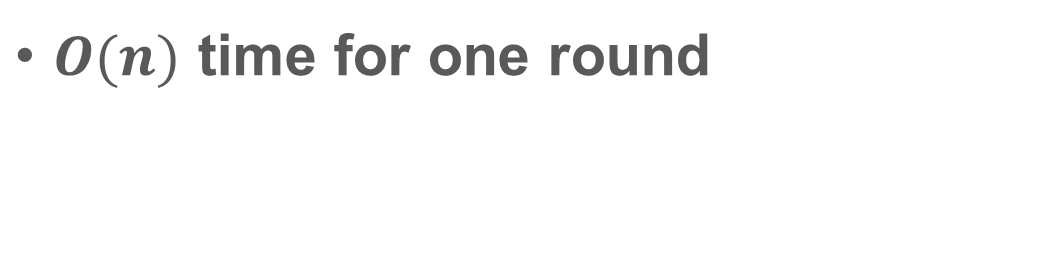 • O(n) time for one round